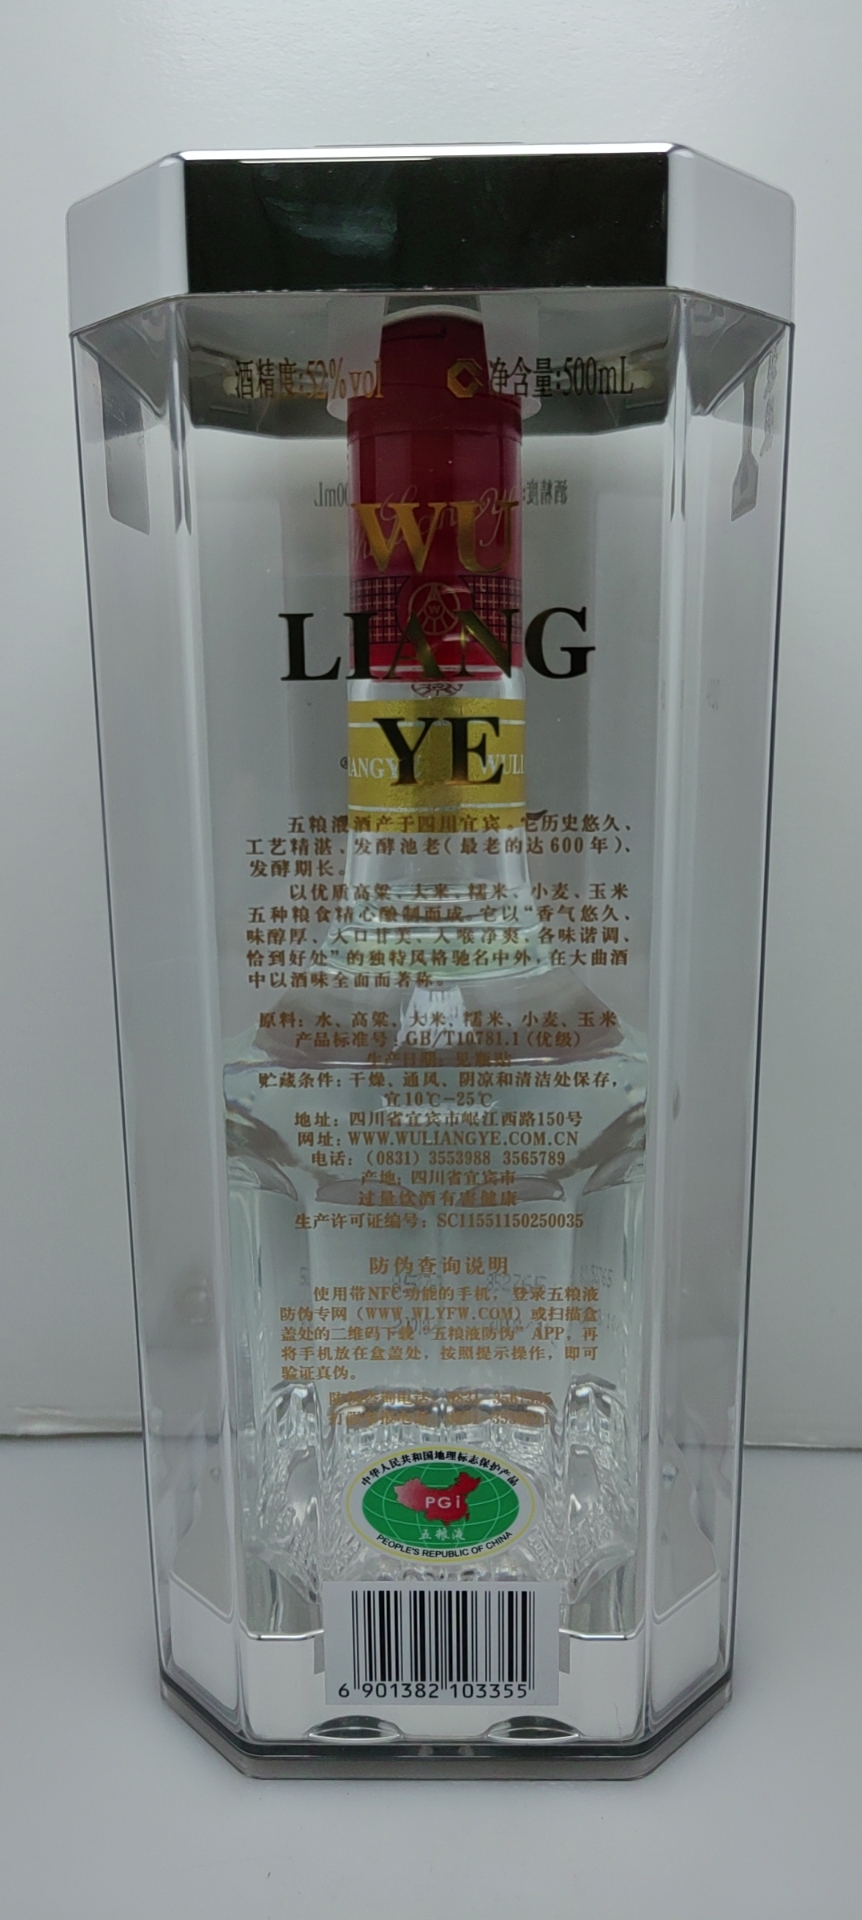 酒精度:52%vol 净含量:500mL
WU
LIANG
YE
ANGY WULI
五粮液酒产于四川宜宾,它历史悠久、
工艺精湛、发酵池老(最老的达600年)、
发酵期长。
以优质高粱、大米、糯米、小麦、玉米
五种粮食精心酿制而成。它以“香气悠久、
味醇厚、入口甘美、入喉净爽、各味谐调、
恰到好处”的独特风格驰名中外,在大曲酒
中以酒味全面而著称。
原料:水、高粱、大米、糯米、小麦、玉米
产品标准号:GB/T10781.1(优级)
生产日期:见瓶贴
贮藏条件:干燥、通风、阴凉和清洁处保存,
宜10℃-25℃
地址:四川省宜宾市岷江西路150号
网址:WWW.WULIANGYE.COM.CN
电话:(0831) 3553988 3565789
产地:四川省宜宾市
过量饮酒有害健康
生产许可证编号:SC11551150250035
防伪查询说明
使用带NFC功能的手机,登录五粮液
防伪专网(WWW.WLYFW.COM)或扫描盒
盖处的二维码下载“五粮液防伪”APP,再
将手机放在盒盖处,按照提示操作,即可
验证真伪。
中华人民共和国地理标志保护产品
PGi
五粮液
PEOPLE'S REPUBLIC OF CHINA
6 901382 103355